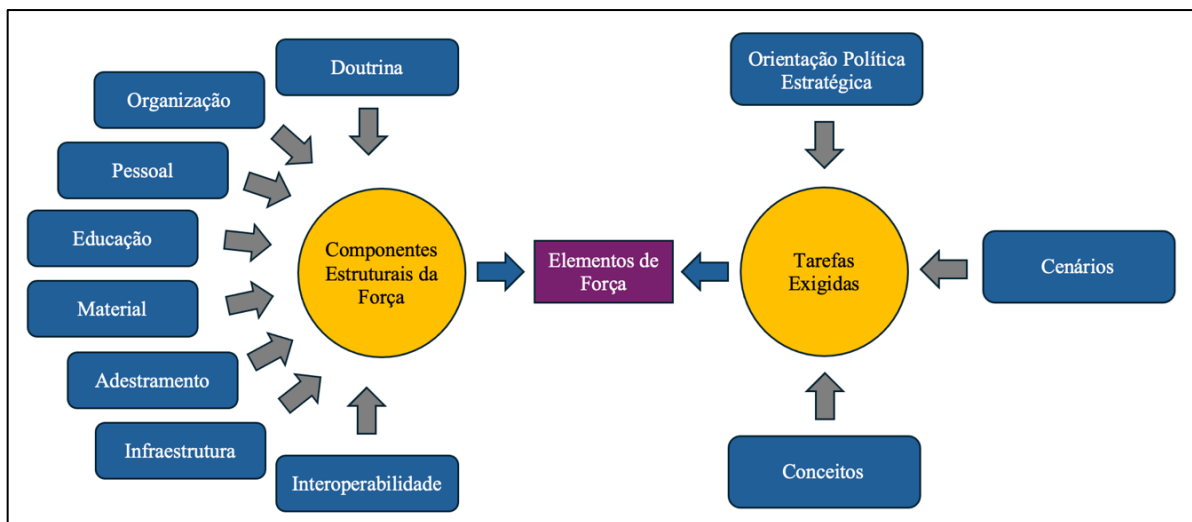 Doutrina
Organização
Pessoal
Educação
Material
Adestramento
Infraestrutura
Interoperabilidade
Componentes
Estruturais da
Força
Elementos de
Força
Orientação Política
Estratégica
Tarefas
Exigidas
Cenários
Conceitos